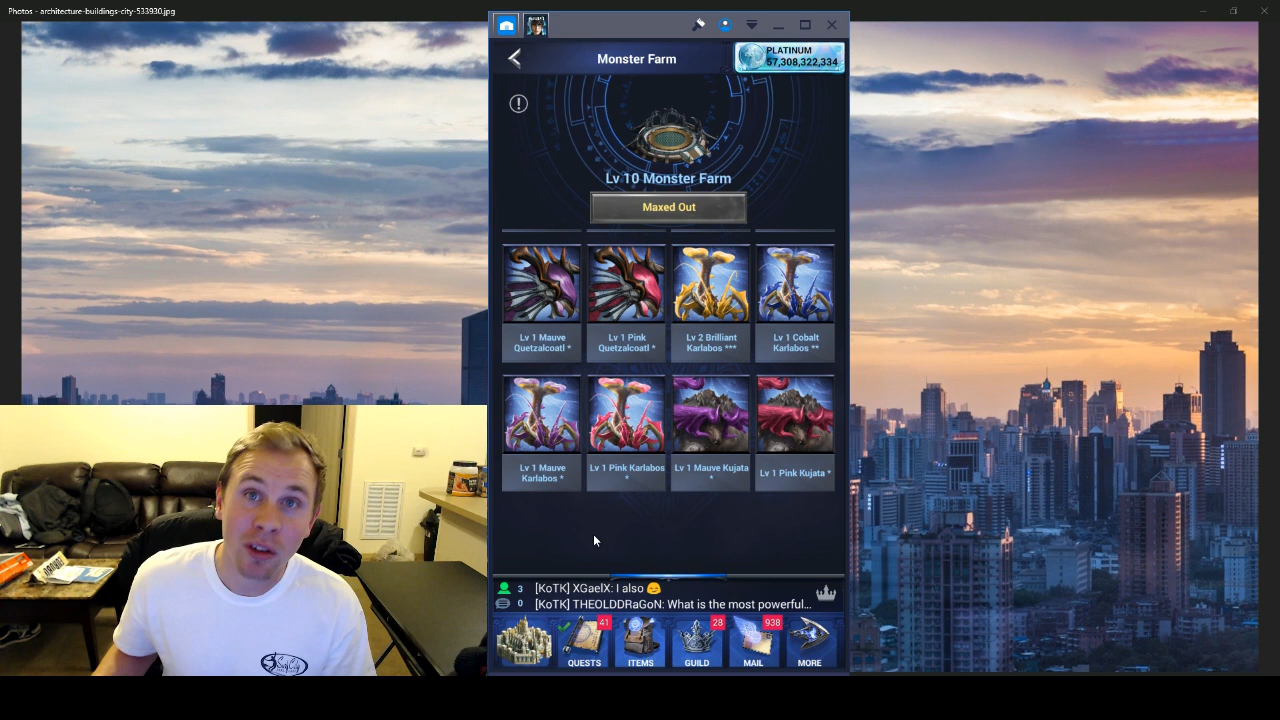 Photos - architecture-buildings-city-533930.jpg
Monster Farm
PLATINUM
57,308,322,334
Lv 10 Monster Farm
Maxed Out
Lv 1 Mauve
Quetzalcoatl *
Lv 1 Pink
Quetzalcoatl *
Lv 2 Brilliant
Karlabos ***
Lv 1 Cobalt
Karlabos **
Lv 1 Mauve
Karlabos *
Lv 1 Pink Karlabos
*
Lv 1 Mauve Kujata
*
Lv 1 Pink Kujata *
3 [KoTK] XGaelX: I also 😊
0 [KoTK] THEOLDDRaGoN: What is the most powerful...
41
28
938
QUESTS
ITEMS
GUILD
MAIL
MORE